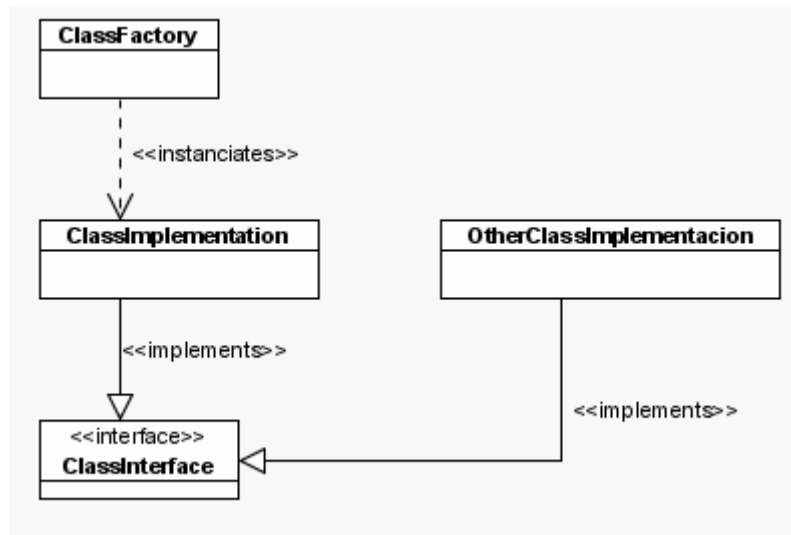 ClassFactory
<<instanciates>>
ClassImplementation
OtherClassImplementacion
<<implements>>
<<implements>>
<<interface>>
ClassInterface